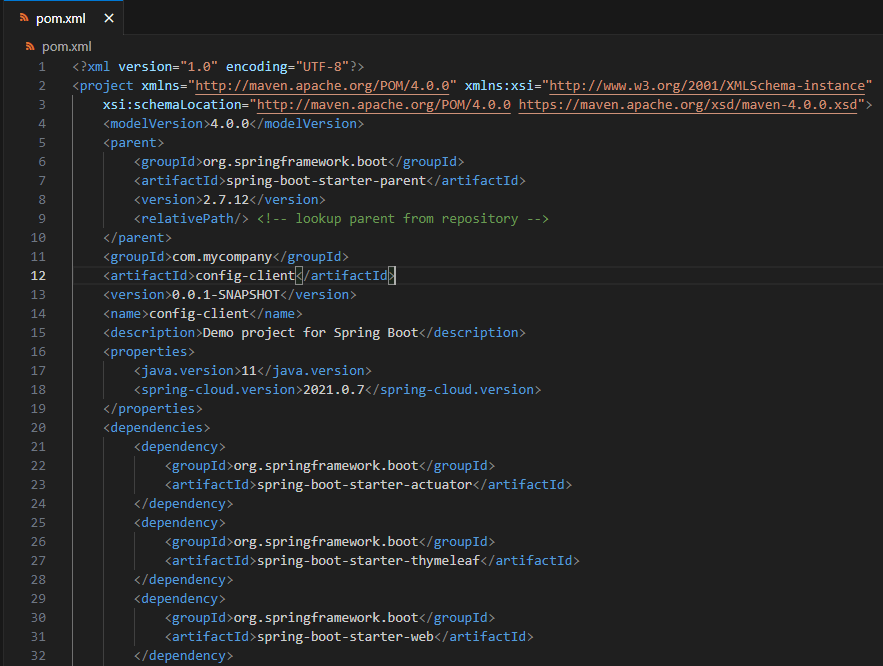 pom.xml ×
pom.xml
1 <?xml version="1.0" encoding="UTF-8"?>
2 <project xmlns="http://maven.apache.org/POM/4.0.0" xmlns:xsi="http://www.w3.org/2001/XMLSchema-instance"
3     xsi:schemaLocation="http://maven.apache.org/POM/4.0.0 https://maven.apache.org/xsd/maven-4.0.0.xsd">
4     <modelVersion>4.0.0</modelVersion>
5     <parent>
6         <groupId>org.springframework.boot</groupId>
7         <artifactId>spring-boot-starter-parent</artifactId>
8         <version>2.7.12</version>
9         <relativePath/> <!-- lookup parent from repository -->
10     </parent>
11     <groupId>com.mycompany</groupId>
12     <artifactId>config-client</artifactId>
13     <version>0.0.1-SNAPSHOT</version>
14     <name>config-client</name>
15     <description>Demo project for Spring Boot</description>
16     <properties>
17         <java.version>11</java.version>
18         <spring-cloud.version>2021.0.7</spring-cloud.version>
19     </properties>
20     <dependencies>
21         <dependency>
22             <groupId>org.springframework.boot</groupId>
23             <artifactId>spring-boot-starter-actuator</artifactId>
24         </dependency>
25         <dependency>
26             <groupId>org.springframework.boot</groupId>
27             <artifactId>spring-boot-starter-thymeleaf</artifactId>
28         </dependency>
29         <dependency>
30             <groupId>org.springframework.boot</groupId>
31             <artifactId>spring-boot-starter-web</artifactId>
32         </dependency>